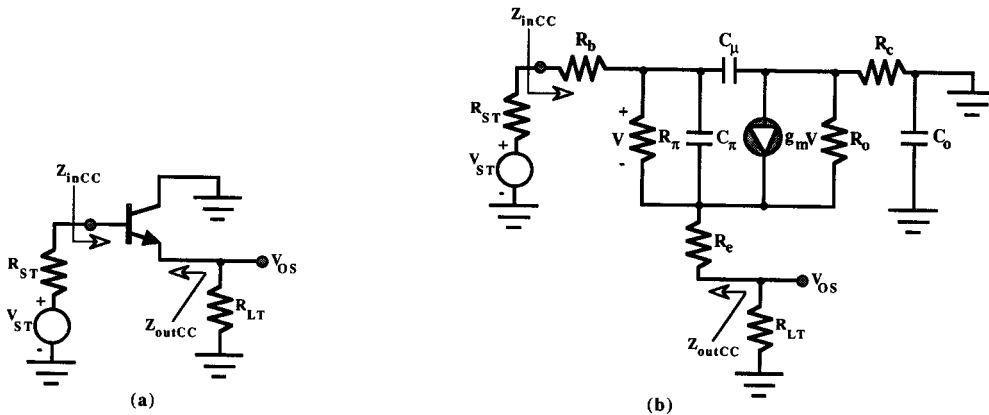 Z_inCC
R_ST
+
V_ST
-
V_OS
R_LT
Z_outCC
(a)
Z_inCC
R_b
C_μ
R_c
R_ST
+
V_ST
-
+
V
-
R_π
C_π
g_mV
R_o
C_o
R_e
V_OS
Z_outCC
R_LT
(b)